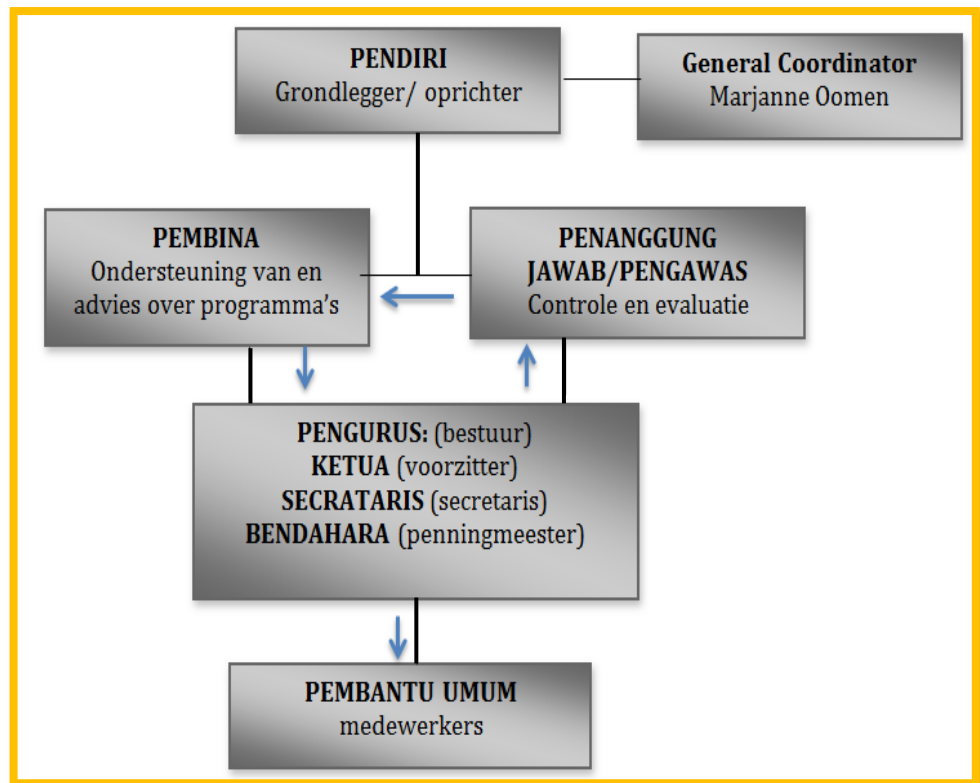 PENDIRI
Grondlegger/ oprichter
General Coordinator
Marjanne Oomen
PEMBINA
Ondersteuning van en
advies over programma's
PENANGGUNG
JAWAB/PENGAWAS
Controle en evaluatie
PENGURUS: (bestuur)
KETUA (voorzitter)
SECRATARIS (secretaris)
BENDAHARA (penningmeester)
PEMBANTU UMUM
medewerkers